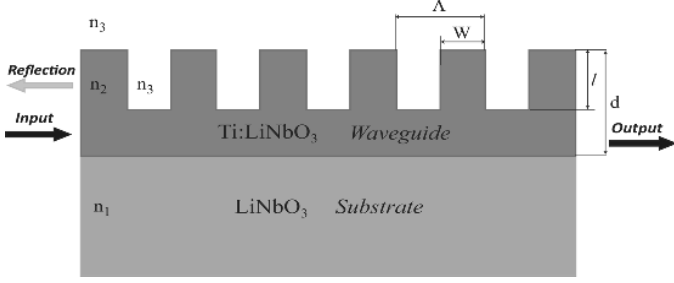 n3
Λ
W
Reflection
n2
n3
l
d
Input
Ti:LiNbO3 Waveguide
Output
n1
LiNbO3 Substrate